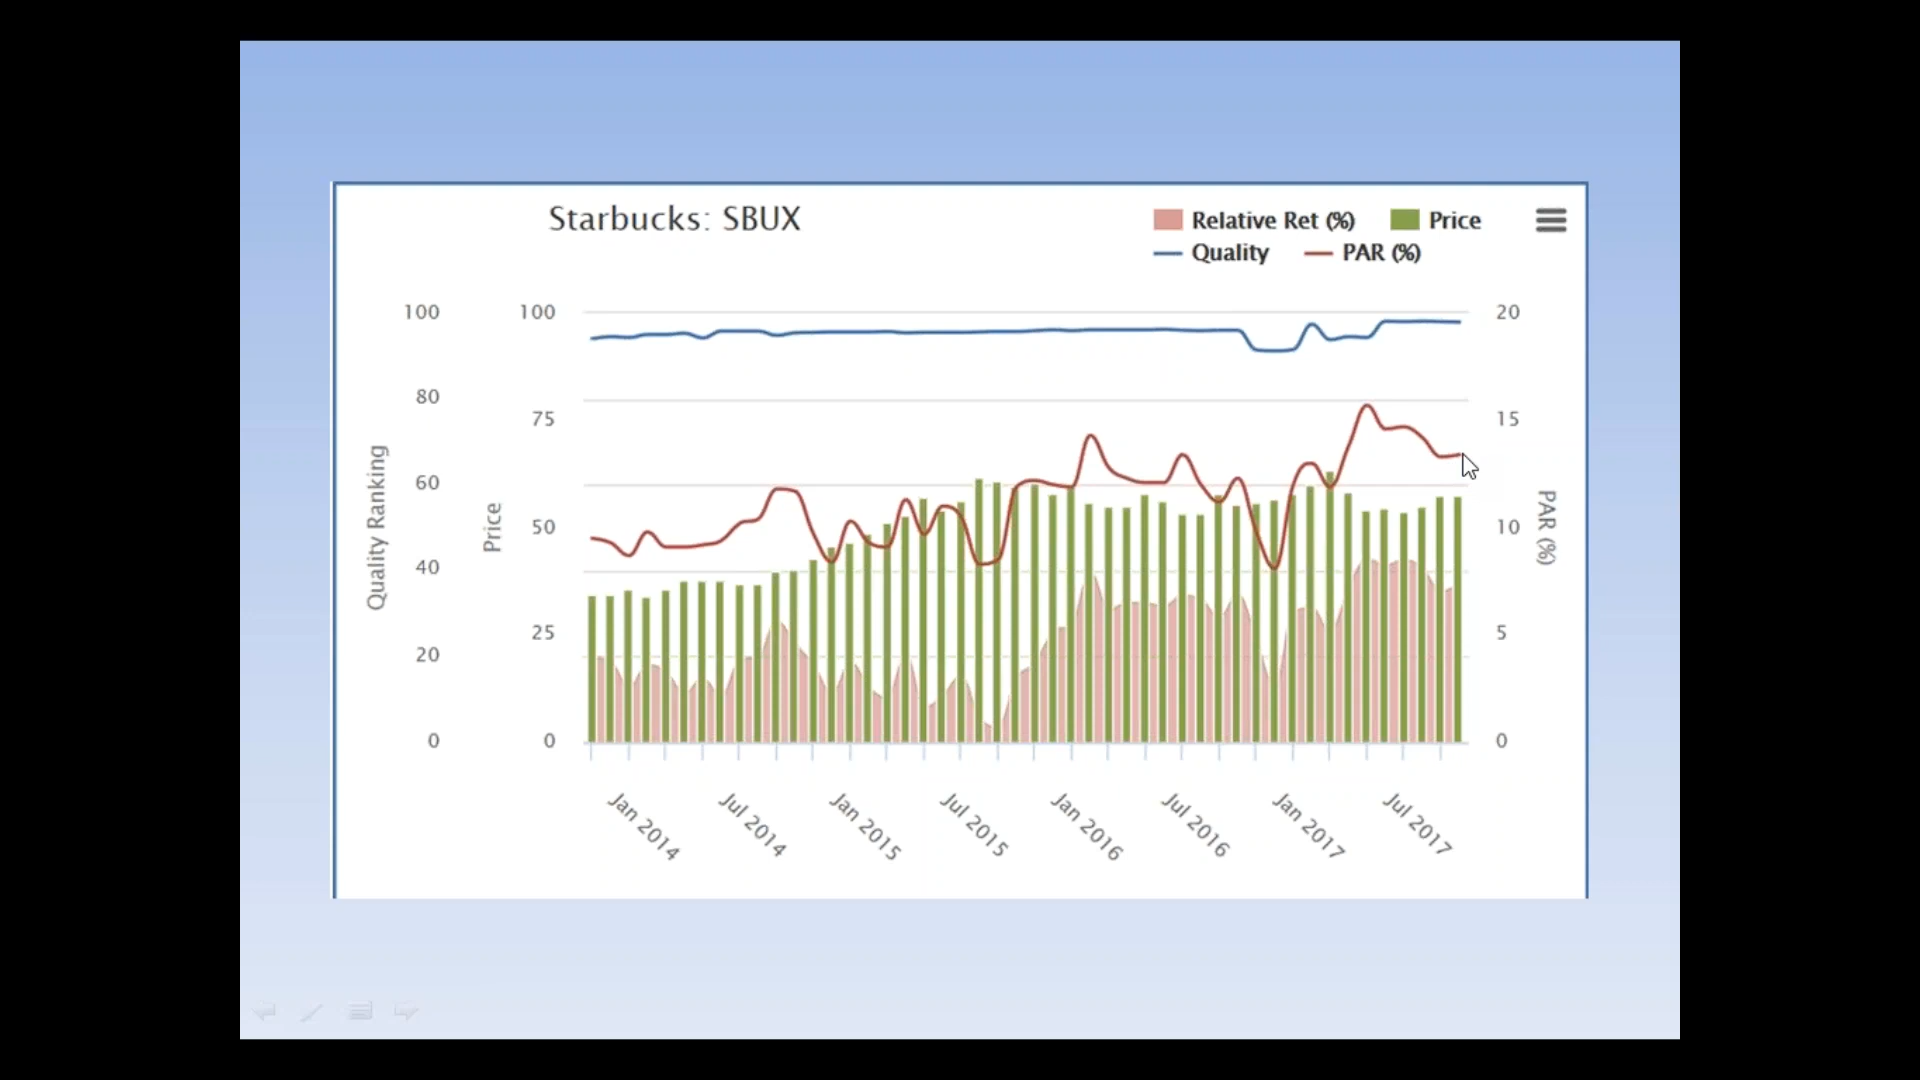 Starbucks: SBUX
Relative Ret (%) Price
Quality PAR (%)
100 100 20
80
75 15
60
50 10
40
25 5
20
0 0 0
Quality Ranking
Price
PAR (%)
Jan 2014 Jul 2014 Jan 2015 Jul 2015 Jan 2016 Jul 2016 Jan 2017 Jul 2017